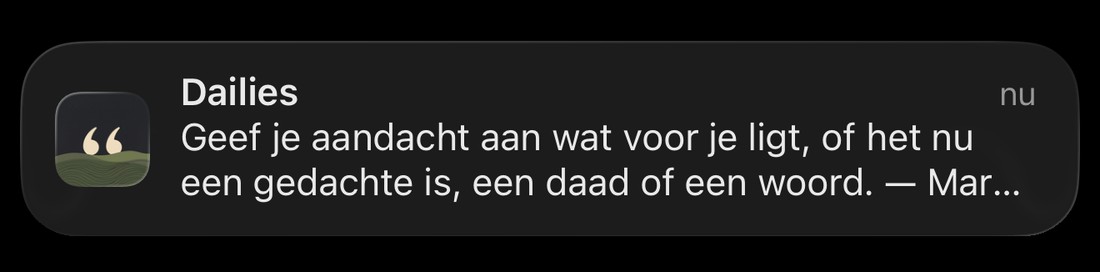 Dailies
nu
Geef je aandacht aan wat voor je ligt, of het nu
een gedachte is, een daad of een woord. — Mar...